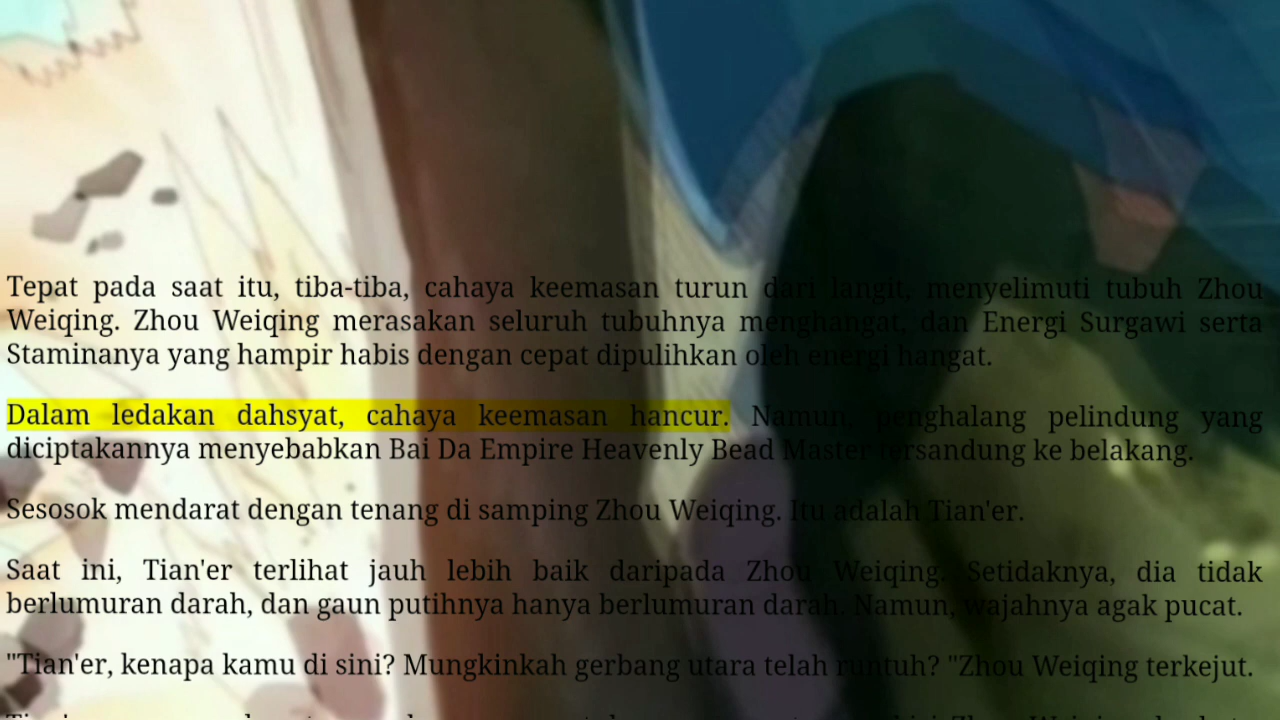 Tepat pada saat itu, tiba-tiba, cahaya keemasan turun dari langit, menyelimuti tubuh Zhou
Weiqing. Zhou Weiqing merasakan seluruh tubuhnya menghangat, dan Energi Surgawi serta
Staminanya yang hampir habis dengan cepat dipulihkan oleh energi hangat.
Dalam ledakan dahsyat, cahaya keemasan hancur. Namun, penghalang pelindung yang
diciptakannya menyebabkan Bai Da Empire Heavenly Bead Master tersandung ke belakang.
Sesosok mendarat dengan tenang di samping Zhou Weiqing. Itu adalah Tian'er.
Saat ini, Tian'er terlihat jauh lebih baik daripada Zhou Weiqing. Setidaknya, dia tidak
berlumuran darah, dan gaun putihnya hanya berlumuran darah. Namun, wajahnya agak pucat.
"Tian'er, kenapa kamu di sini? Mungkinkah gerbang utara telah runtuh? "Zhou Weiqing terkejut.